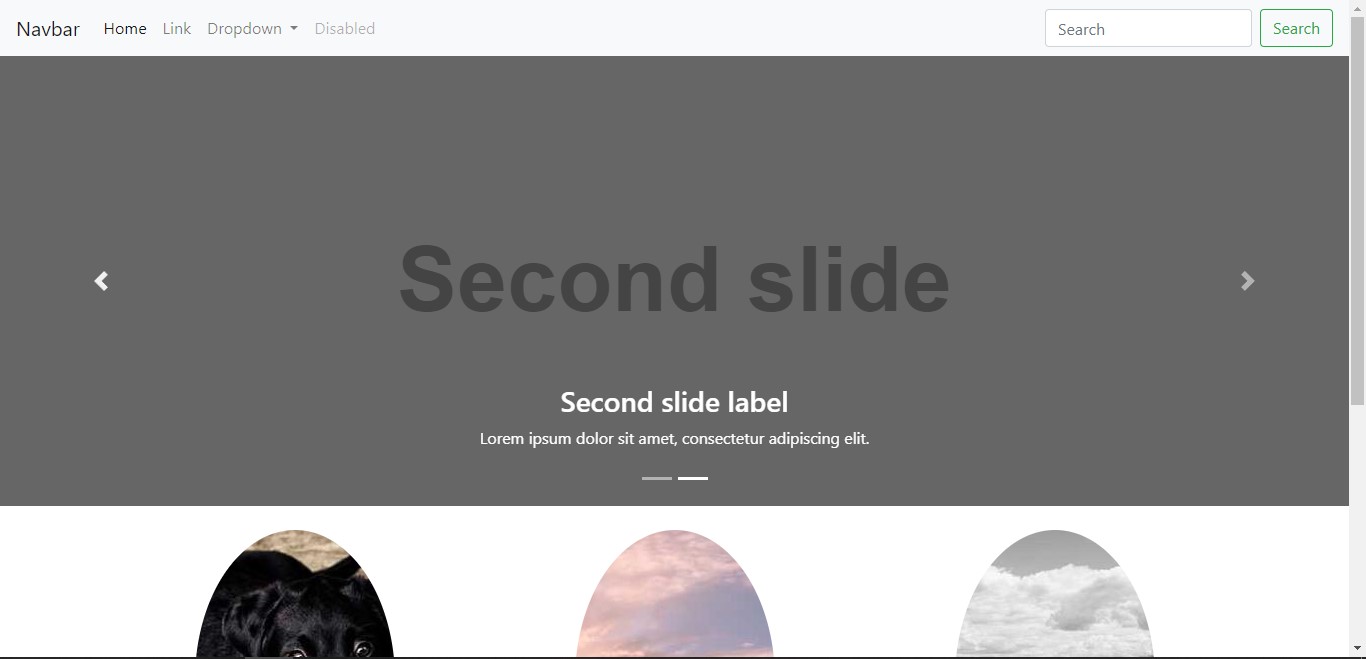 Navbar Home Link Dropdown Disabled Search Search
Second slide
Second slide label
Lorem ipsum dolor sit amet, consectetur adipiscing elit.